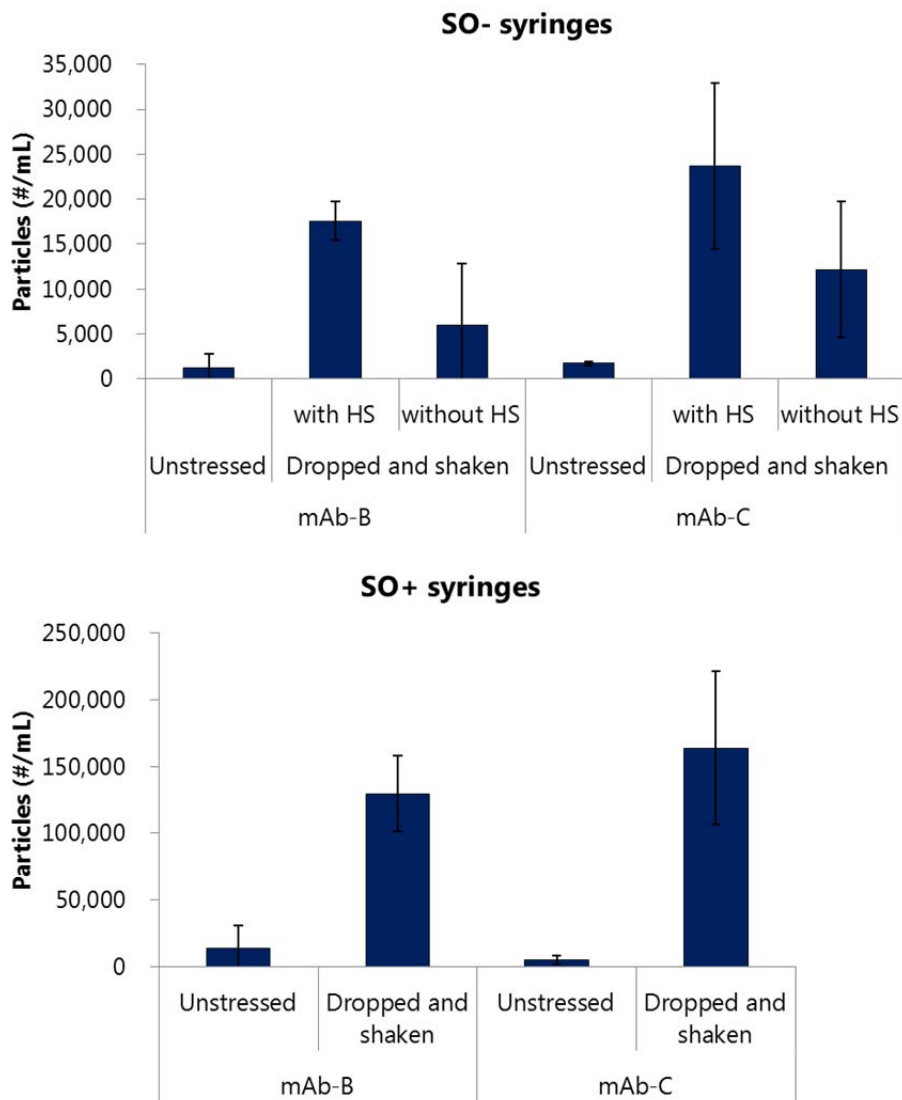 SO- syringes
Particles (#/mL)
35,000
30,000
25,000
20,000
15,000
10,000
5,000
0
with HS without HS with HS without HS
Unstressed Dropped and shaken Unstressed Dropped and shaken
mAb-B mAb-C
SO+ syringes
Particles (#/mL)
250,000
200,000
150,000
100,000
50,000
0
Unstressed Dropped and Unstressed Dropped and
shaken shaken
mAb-B mAb-C